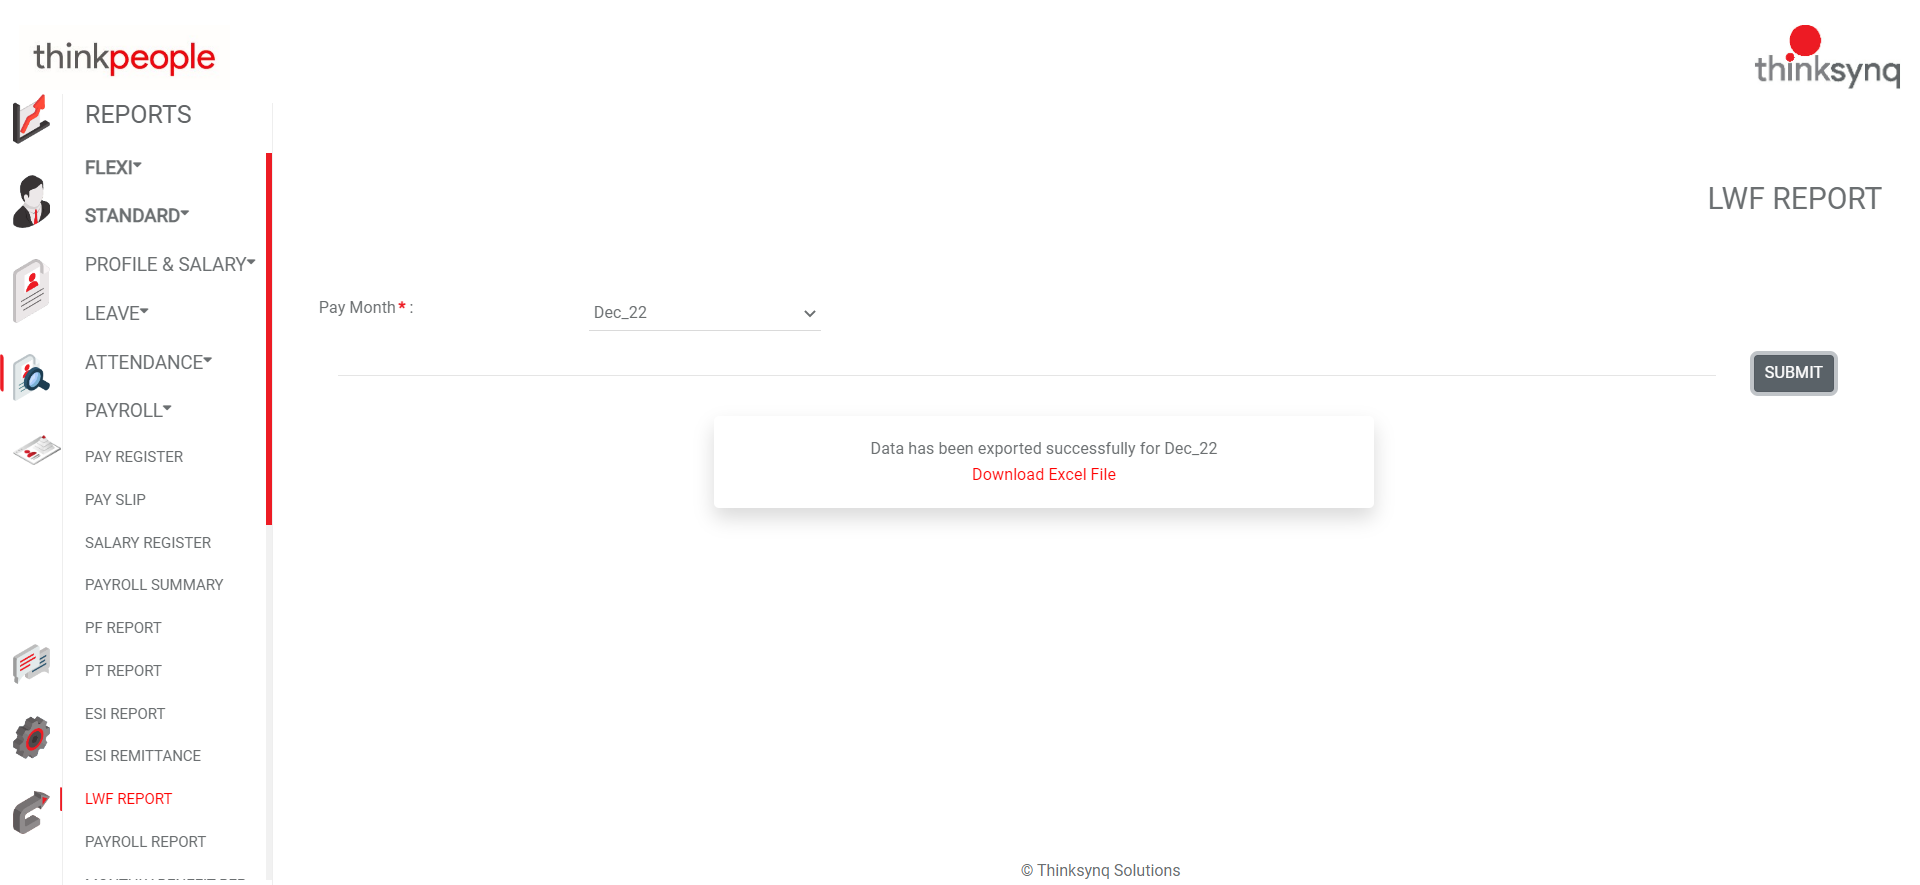 thinkpeople
thinksynq
REPORTS
FLEXI
STANDARD
PROFILE & SALARY
LEAVE
ATTENDANCE
PAYROLL
PAY REGISTER
PAY SLIP
SALARY REGISTER
PAYROLL SUMMARY
PF REPORT
PT REPORT
ESI REPORT
ESI REMITTANCE
LWF REPORT
PAYROLL REPORT
LWF REPORT
Pay Month* :
Dec_22
SUBMIT
Data has been exported successfully for Dec_22
Download Excel File
© Thinksynq Solutions